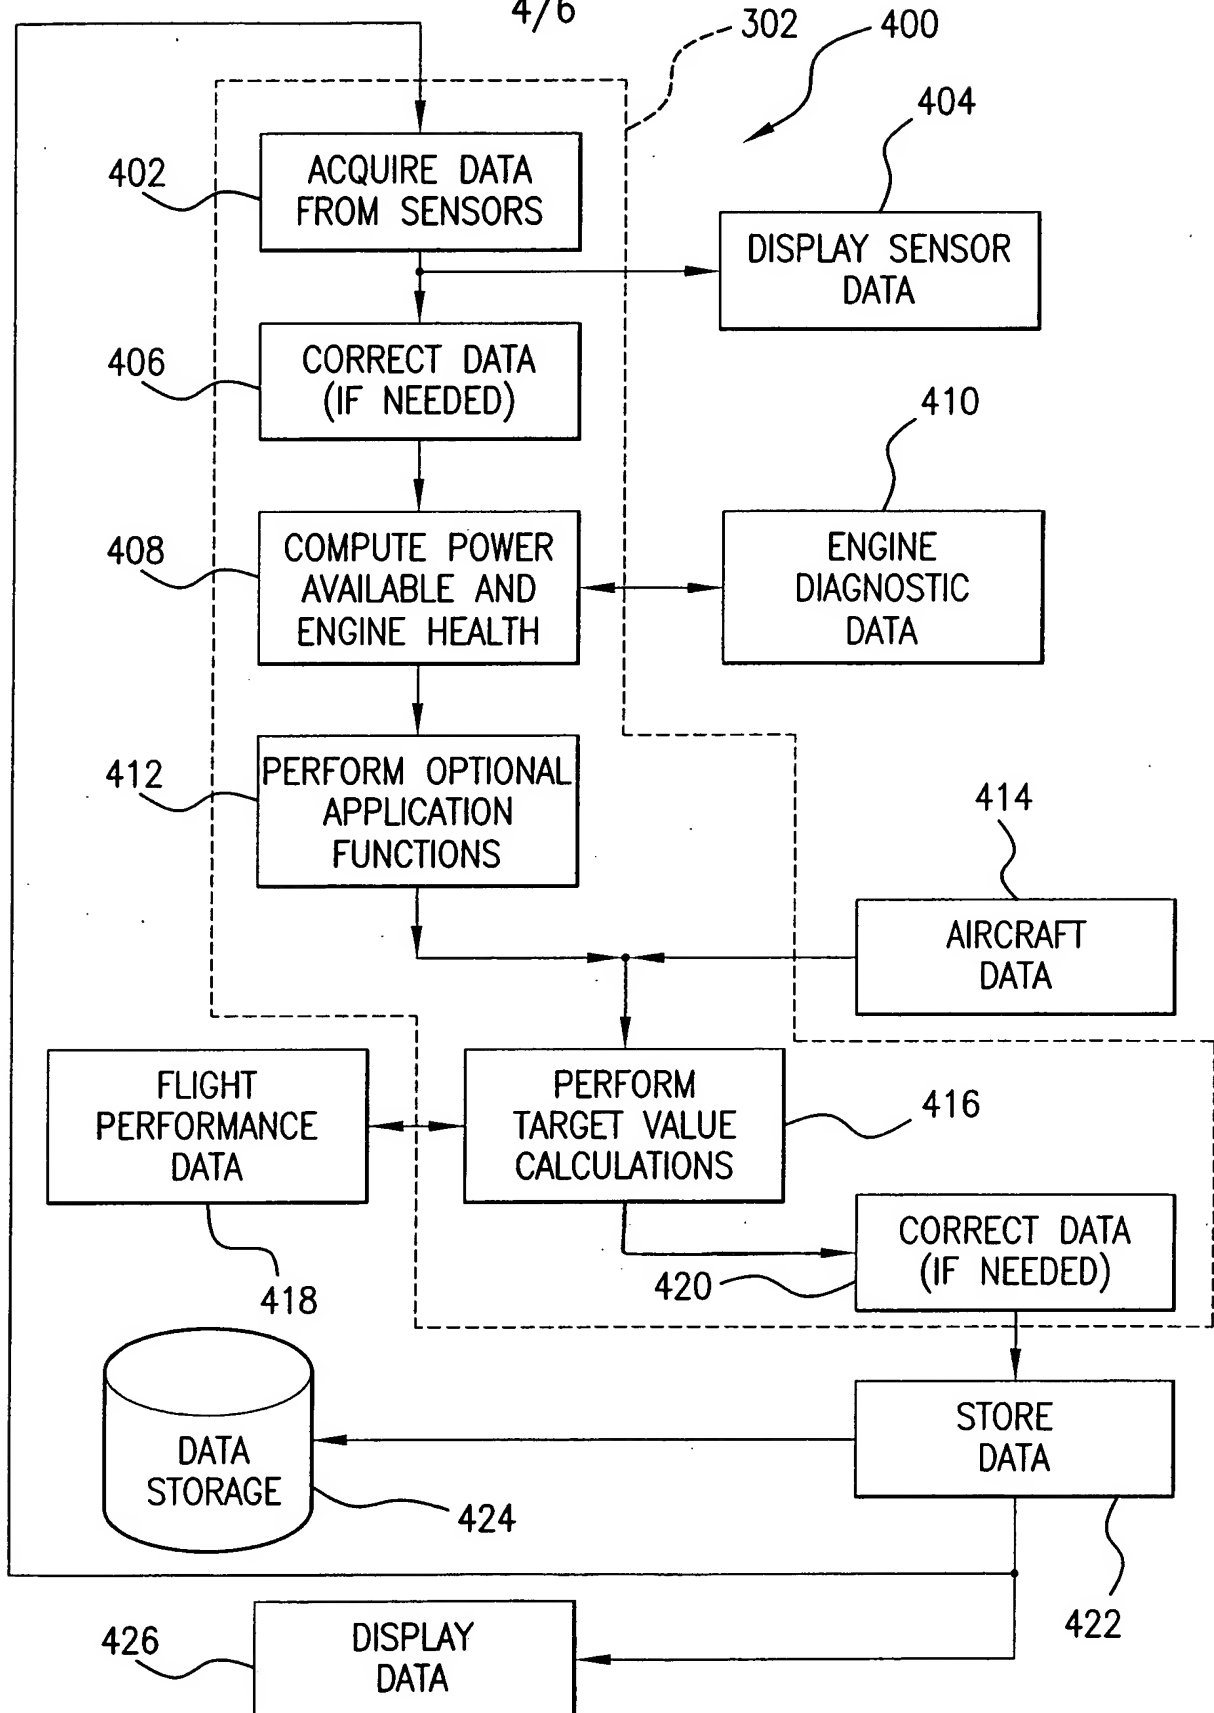 4/6
302
400
404
402
ACQUIRE DATA
FROM SENSORS
DISPLAY SENSOR
DATA
406
CORRECT DATA
(IF NEEDED)
410
408
COMPUTE POWER
AVAILABLE AND
ENGINE HEALTH
ENGINE
DIAGNOSTIC
DATA
412
PERFORM OPTIONAL
APPLICATION
FUNCTIONS
414
AIRCRAFT
DATA
FLIGHT
PERFORMANCE
DATA
PERFORM
TARGET VALUE
CALCULATIONS
416
418
420
CORRECT DATA
(IF NEEDED)
DATA
STORAGE
424
STORE
DATA
422
426
DISPLAY
DATA